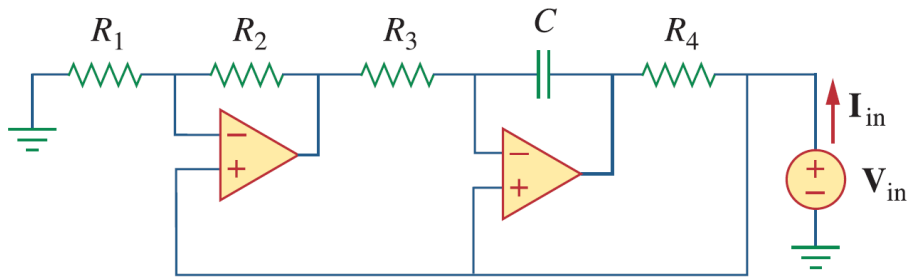 R1 R2 R3 C R4
Iin
− +
− +
+ −
Vin